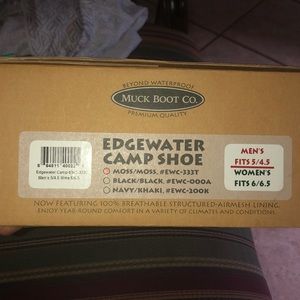 BEYOND WATERPROOF
MUCK BOOT CO.
PREMIUM QUALITY
EDGEWATER
CAMP SHOE
MOSS/MOSS, #EWC-333T
BLACK/BLACK, #EWC-000A
NAVY/KHAKI, #EWC-200K
MEN'S
FITS 5/4.5
WOMEN'S
FITS 6/6.5
Edgewater Camp
NOW FEATURING 100% BREATHABLE STRUCTURED-AIRMESH LINING.
ENJOY YEAR-ROUND COMFORT IN A VARIETY OF CLIMATES AND CONDITIONS.